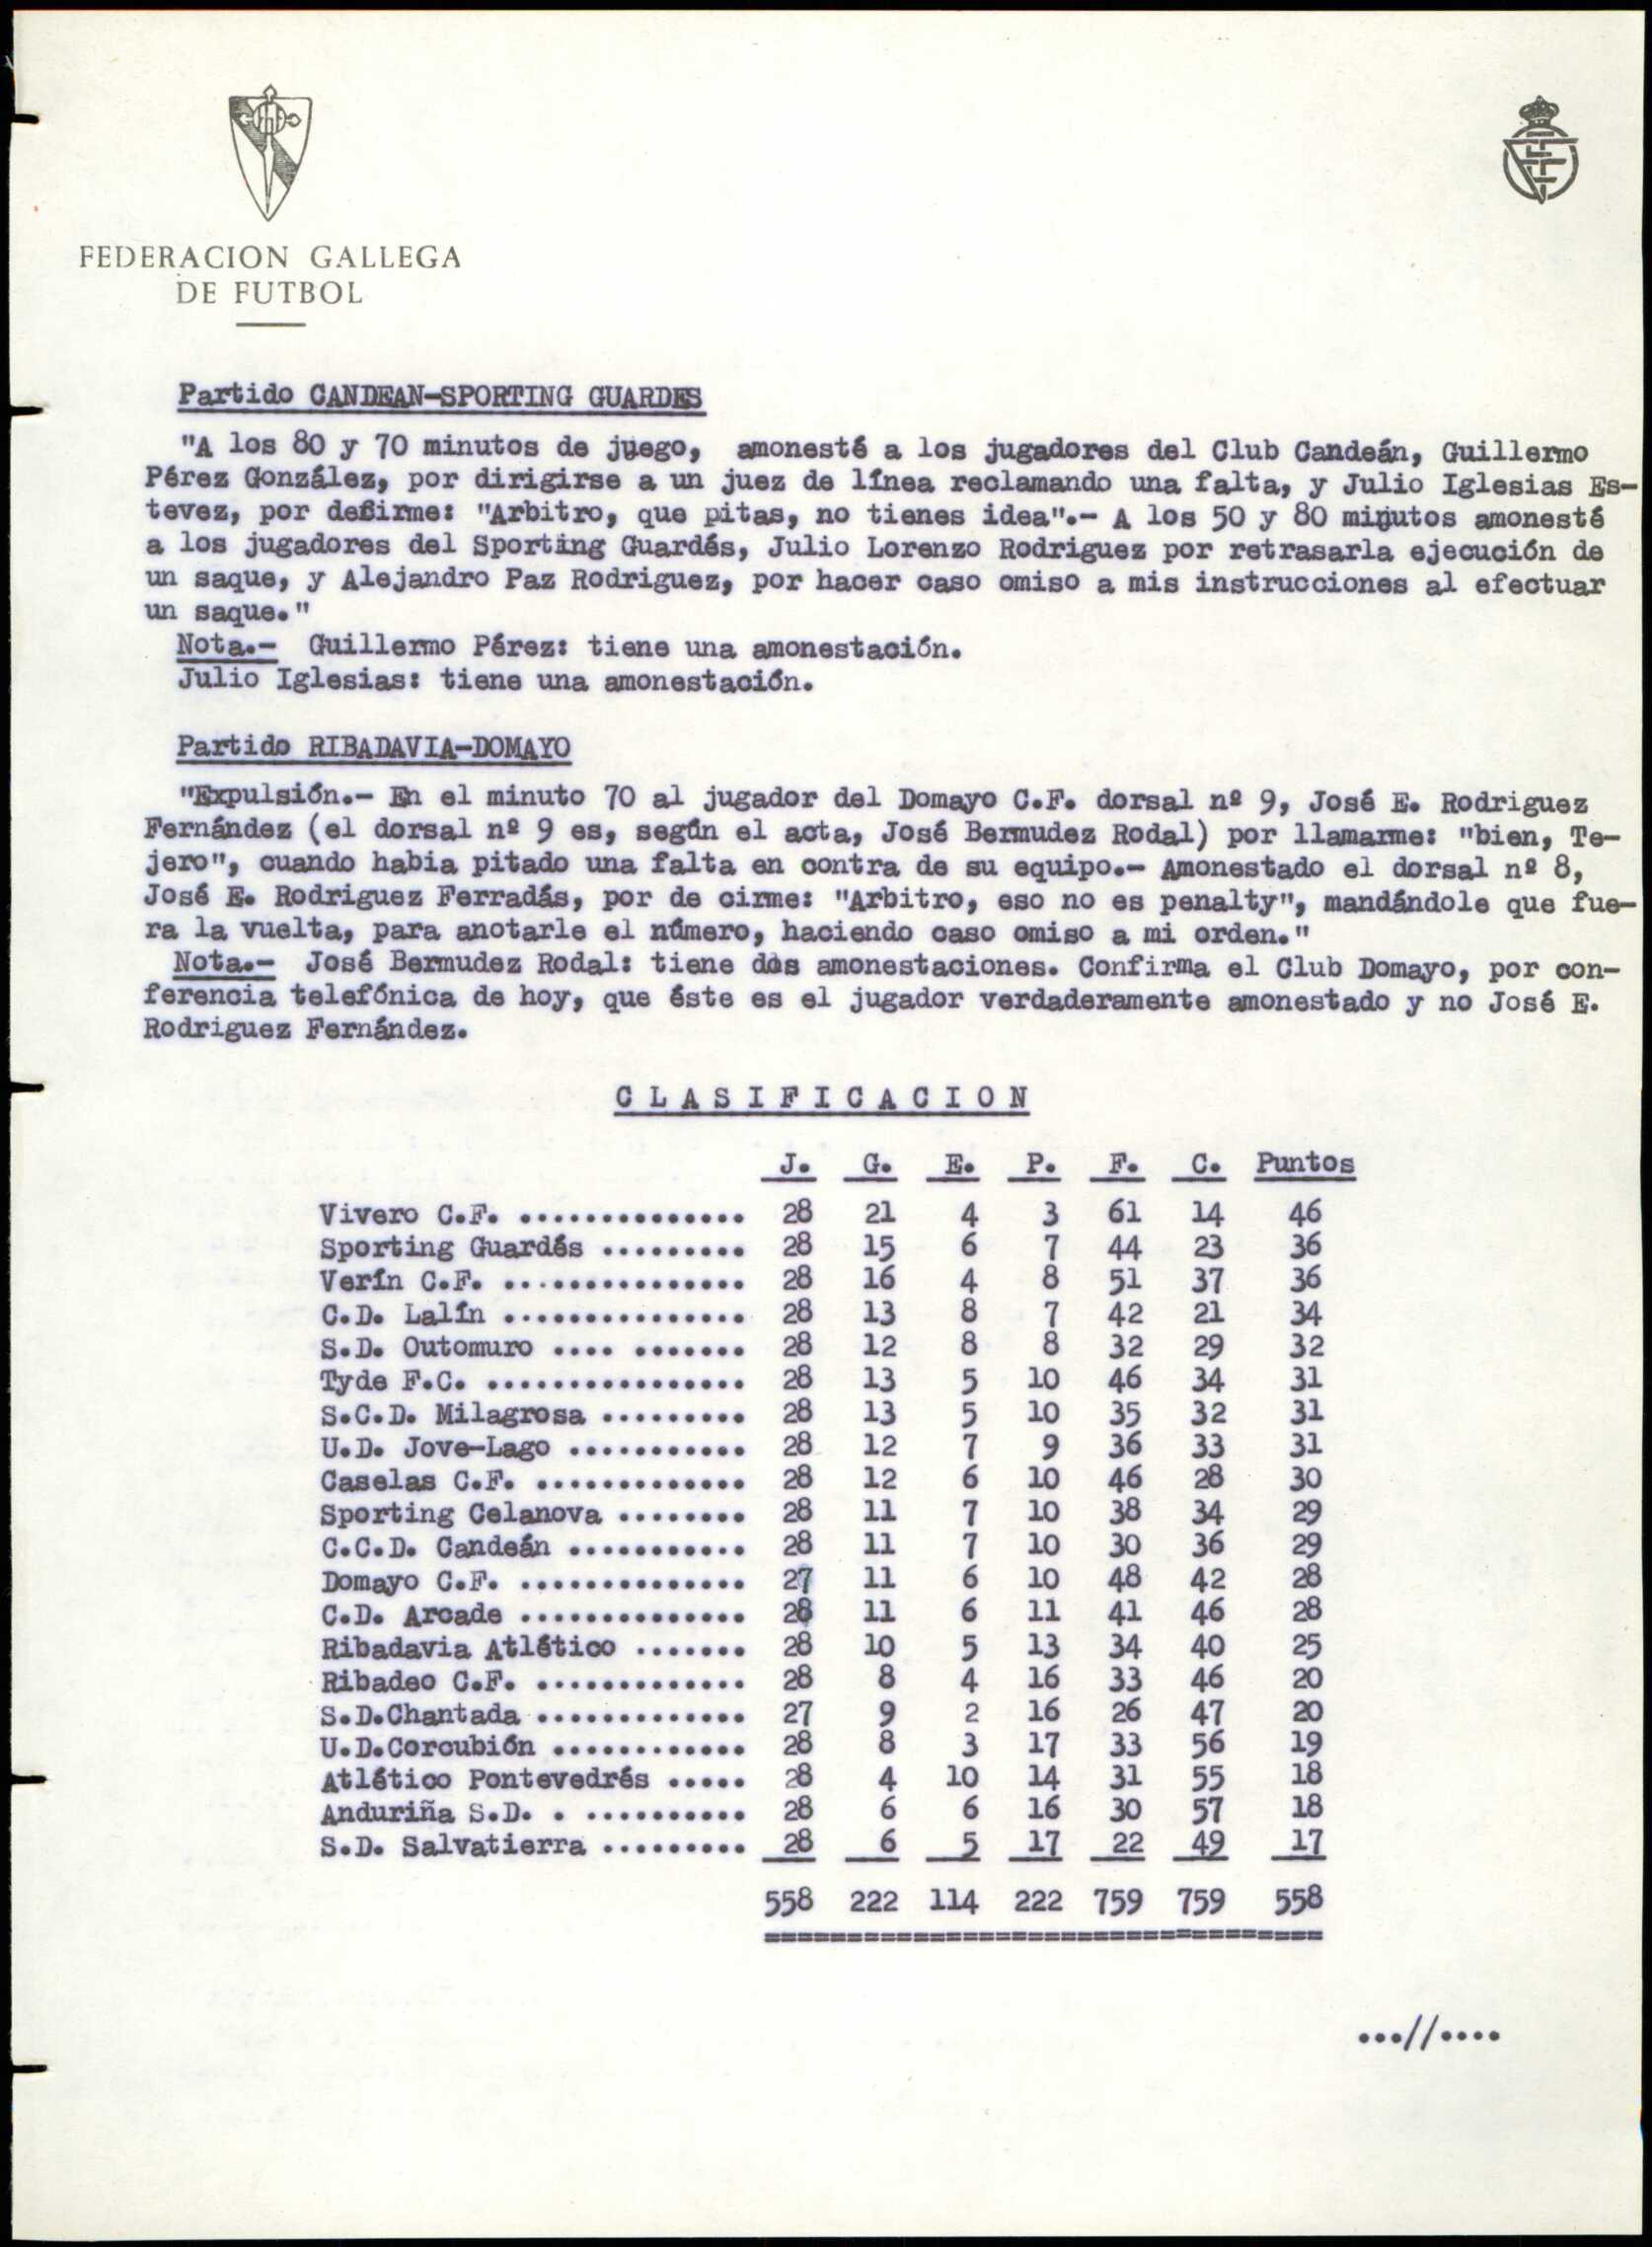 FEDERACION GALLEGA
DE FUTBOL
Partido CANDEAN-SPORTING GUARDES
"A los 80 y 70 minutos de juego, amonesté a los jugadores del Club Candeán, Guillermo
Pérez González, por dirigirse a un juez de línea reclamando una falta, y Julio Iglesias Es-
tevez, por decirme: "Arbitro, que pitas, no tienes idea".- A los 50 y 80 minutos amonesté
a los jugadores del Sporting Guardés, Julio Lorenzo Rodriguez por retrasarla ejecución de
un saque, y Alejandro Paz Rodriguez, por hacer caso omiso a mis instrucciones al efectuar
un saque."
Nota.- Guillermo Pérez: tiene una amonestación.
Julio Iglesias: tiene una amonestación.
Partido RIBADAVIA-DOMAYO
"Expulsión.- En el minuto 70 al jugador del Domayo C.F. dorsal nº 9, José E. Rodriguez
Fernández (el dorsal nº 9 es, según el acta, José Bermudez Rodal) por llamarme: "bien, Te-
jero", cuando habia pitado una falta en contra de su equipo.- Amonestado el dorsal nº 8,
José E. Rodriguez Ferradás, por de cirme: "Arbitro, eso no es penalty", mandándole que fue-
ra la vuelta, para anotarle el número, haciendo caso omiso a mi orden."
Nota.- José Bermudez Rodal: tiene dos amonestaciones. Confirma el Club Domayo, por con-
ferencia telefónica de hoy, que éste es el jugador verdaderamente amonestado y no José E.
Rodriguez Fernández.
C L A S I F I C A C I O N
J. G. E. P. F. C. Puntos
Vivero C.F. .............. 28 21 4 3 61 14 46
Sporting Guardés ......... 28 15 6 7 44 23 36
Verín C.F. ............... 28 16 4 8 51 37 36
C.D. Lalín ............... 28 13 8 7 42 21 34
S.D. Outomuro .... ....... 28 12 8 8 32 29 32
Tyde F.C. ................ 28 13 5 10 46 34 31
S.C.D. Milagrosa ......... 28 13 5 10 35 32 31
U.D. Jove-Lago ........... 28 12 7 9 36 33 31
Caselas C.F. ............. 28 12 6 10 46 28 30
Sporting Celanova ........ 28 11 7 10 38 34 29
C.C.D. Candeán ........... 28 11 7 10 30 36 29
Domayo C.F. .............. 27 11 6 10 48 42 28
C.D. Arcade .............. 28 11 6 11 41 46 28
Ribadavia Atlético ....... 28 10 5 13 34 40 25
Ribadeo C.F. ............. 28 8 4 16 33 46 20
S.D.Chantada ............. 27 9 2 16 26 47 20
U.D.Corcubión ............ 28 8 3 17 33 56 19
Atlético Pontevedrés ..... 28 4 10 14 31 55 18
Anduriña S.D. . .......... 28 6 6 16 30 57 18
S.D. Salvatierra ......... 28 6 5 17 22 49 17
558 222 114 222 759 759 558
==================================
...//....